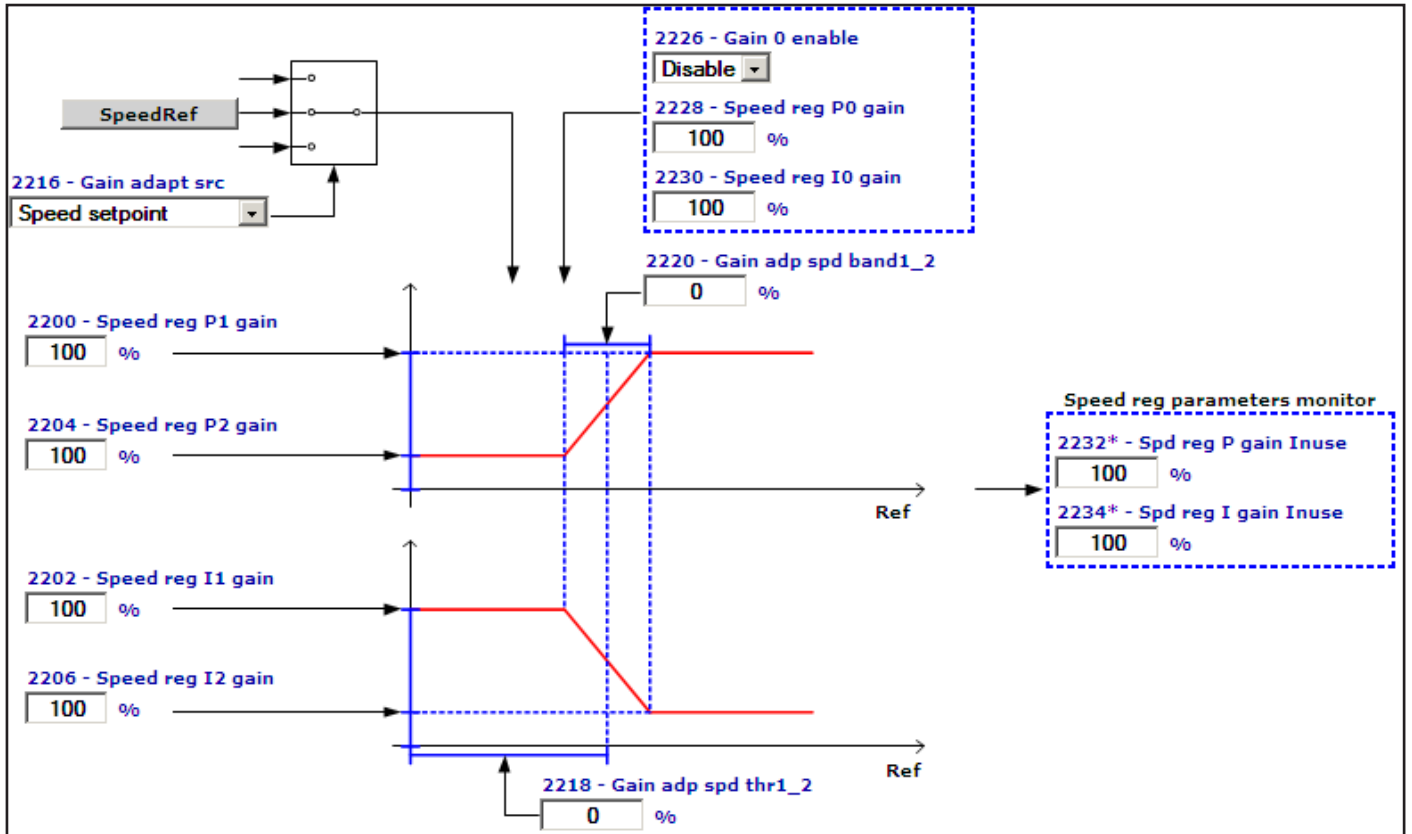 2226 - Gain 0 enable
Disable
2228 - Speed reg P0 gain
100 %
2230 - Speed reg I0 gain
100 %
SpeedRef
2216 - Gain adapt src
Speed setpoint
2220 - Gain adp spd band1_2
0 %
2200 - Speed reg P1 gain
100 %
2204 - Speed reg P2 gain
100 %
Ref
Speed reg parameters monitor
2232* - Spd reg P gain Inuse
100 %
2234* - Spd reg I gain Inuse
100 %
2202 - Speed reg I1 gain
100 %
2206 - Speed reg I2 gain
100 %
Ref
2218 - Gain adp spd thr1_2
0 %